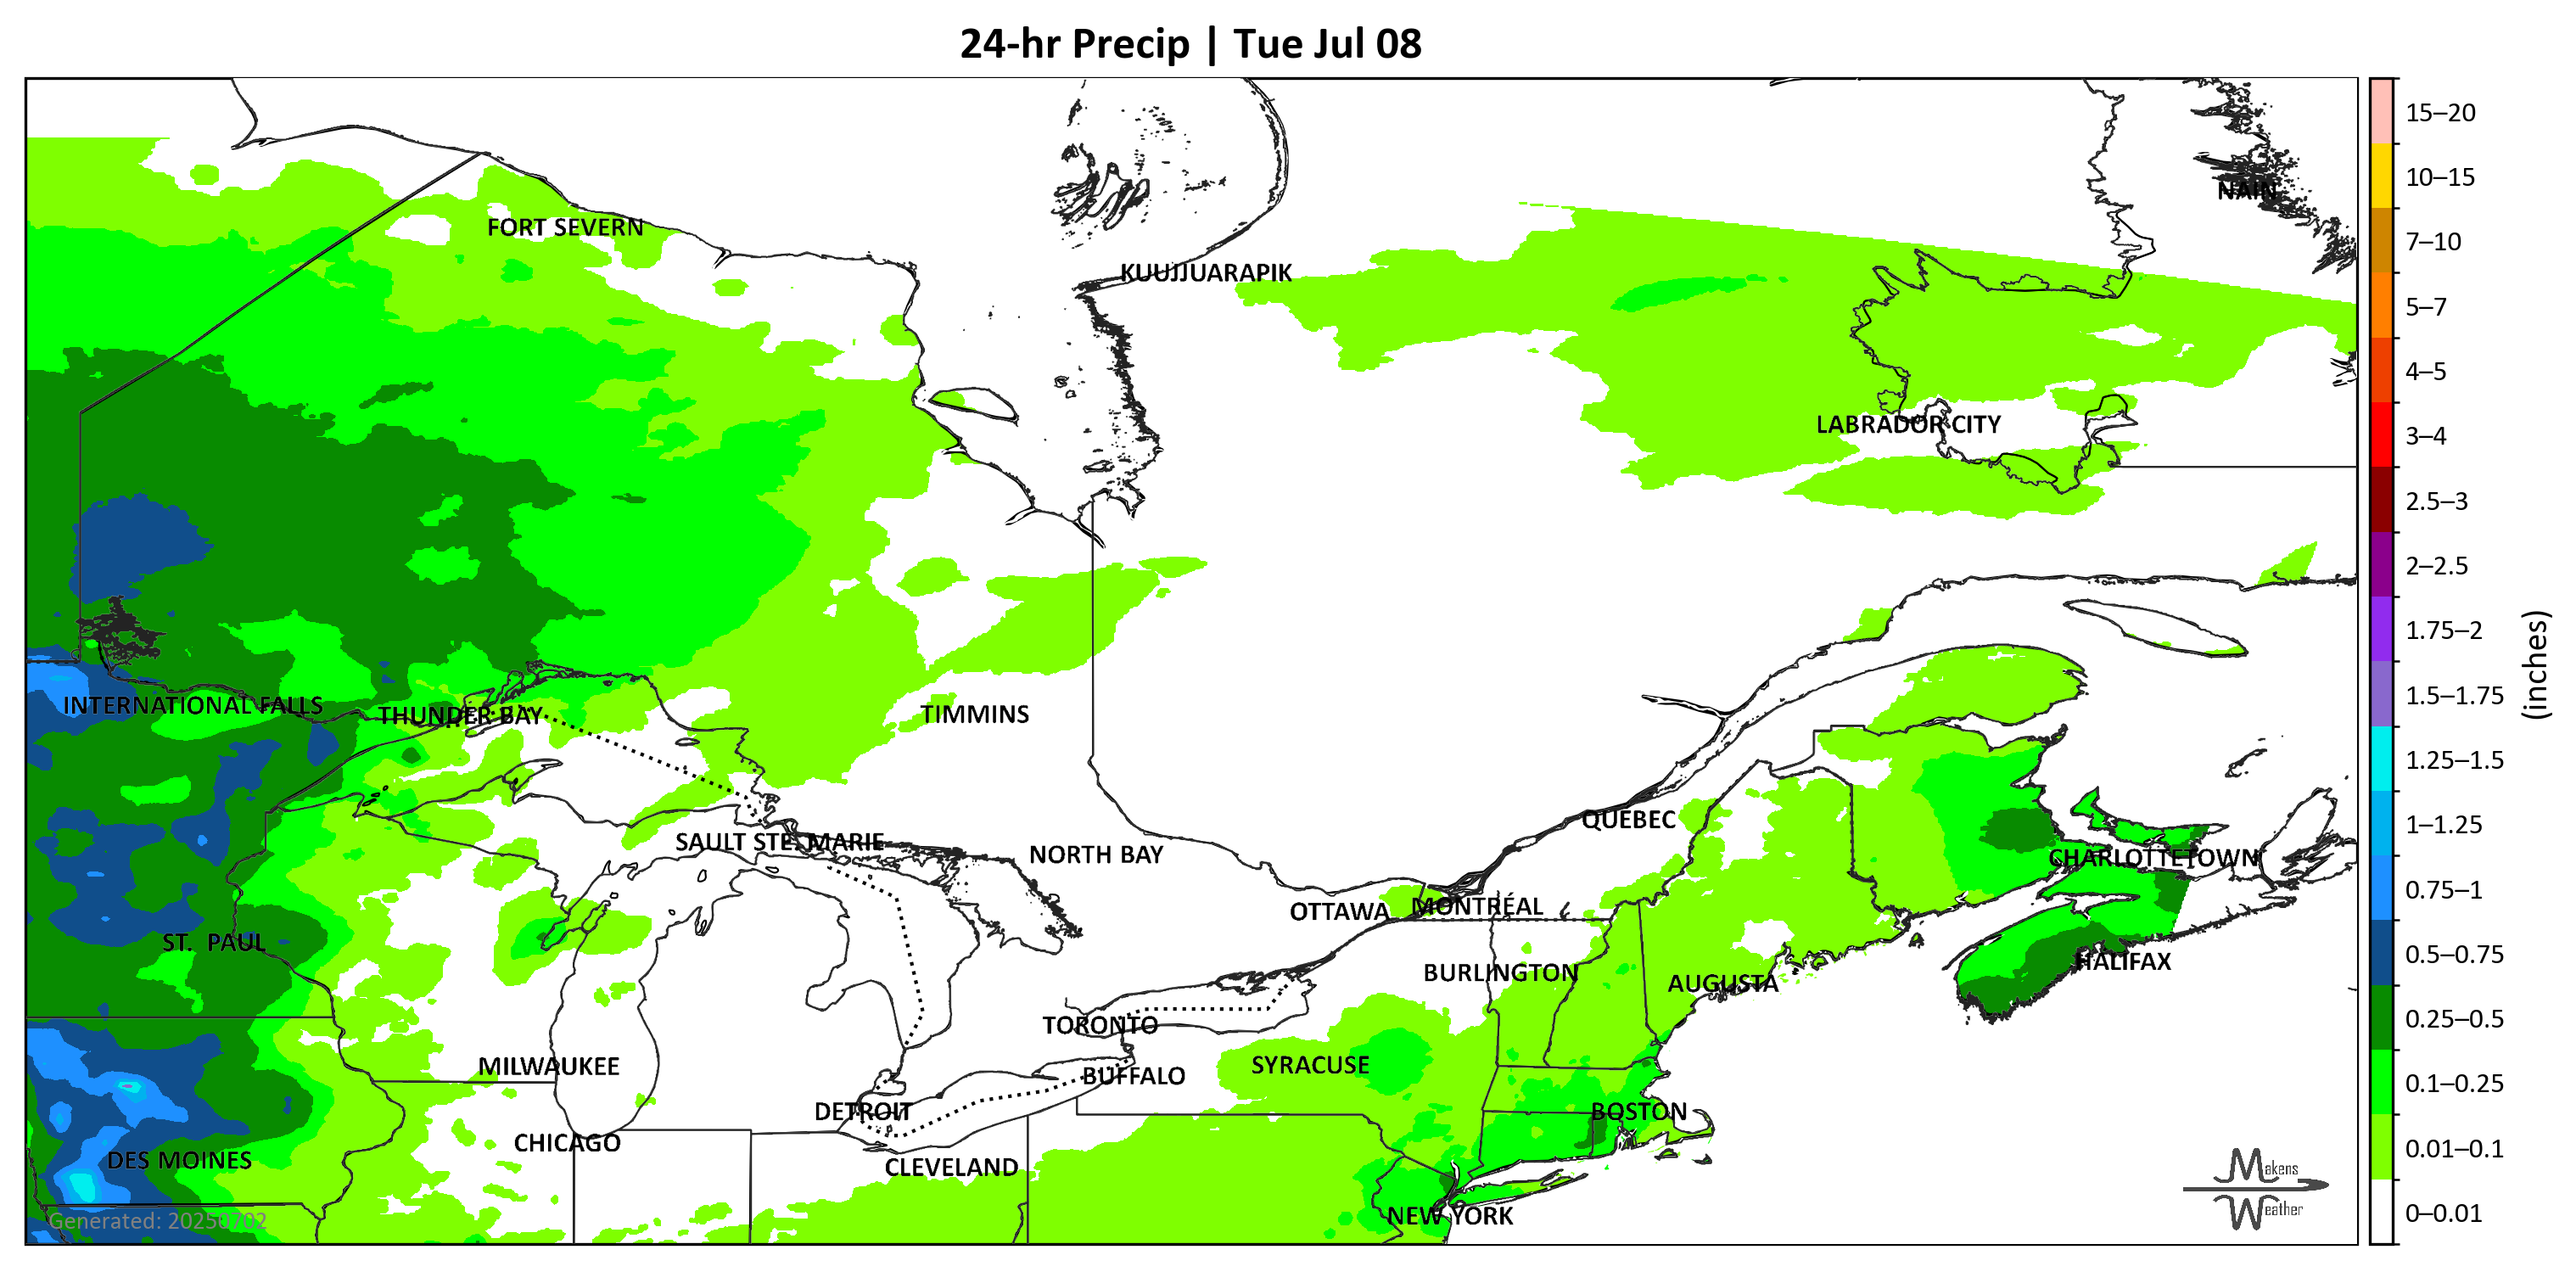 24-hr Precip | Tue Jul 08
15–20
10–15
NAIN
7–10
FORT SEVERN
KUUJJUARAPIK
5–7
4–5
LABRADOR CITY
3–4
2.5–3
2–2.5
1.75–2
(inches)
1.5–1.75
INTERNATIONAL FALLS
THUNDER BAY
TIMMINS
1.25–1.5
QUÉBEC
1–1.25
SAULT STE. MARIE
NORTH BAY
CHARLOTTETOWN
0.75–1
OTTAWA
MONTRÉAL
ST. PAUL
0.5–0.75
HALIFAX
BURLINGTON
AUGUSTA
0.25–0.5
TORONTO
MILWAUKEE
SYRACUSE
BUFFALO
0.1–0.25
DETROIT
BOSTON
CHICAGO
0.01–0.1
DES MOINES
CLEVELAND
Makens
Weather
NEW YORK
0–0.01
Generated: 20250702